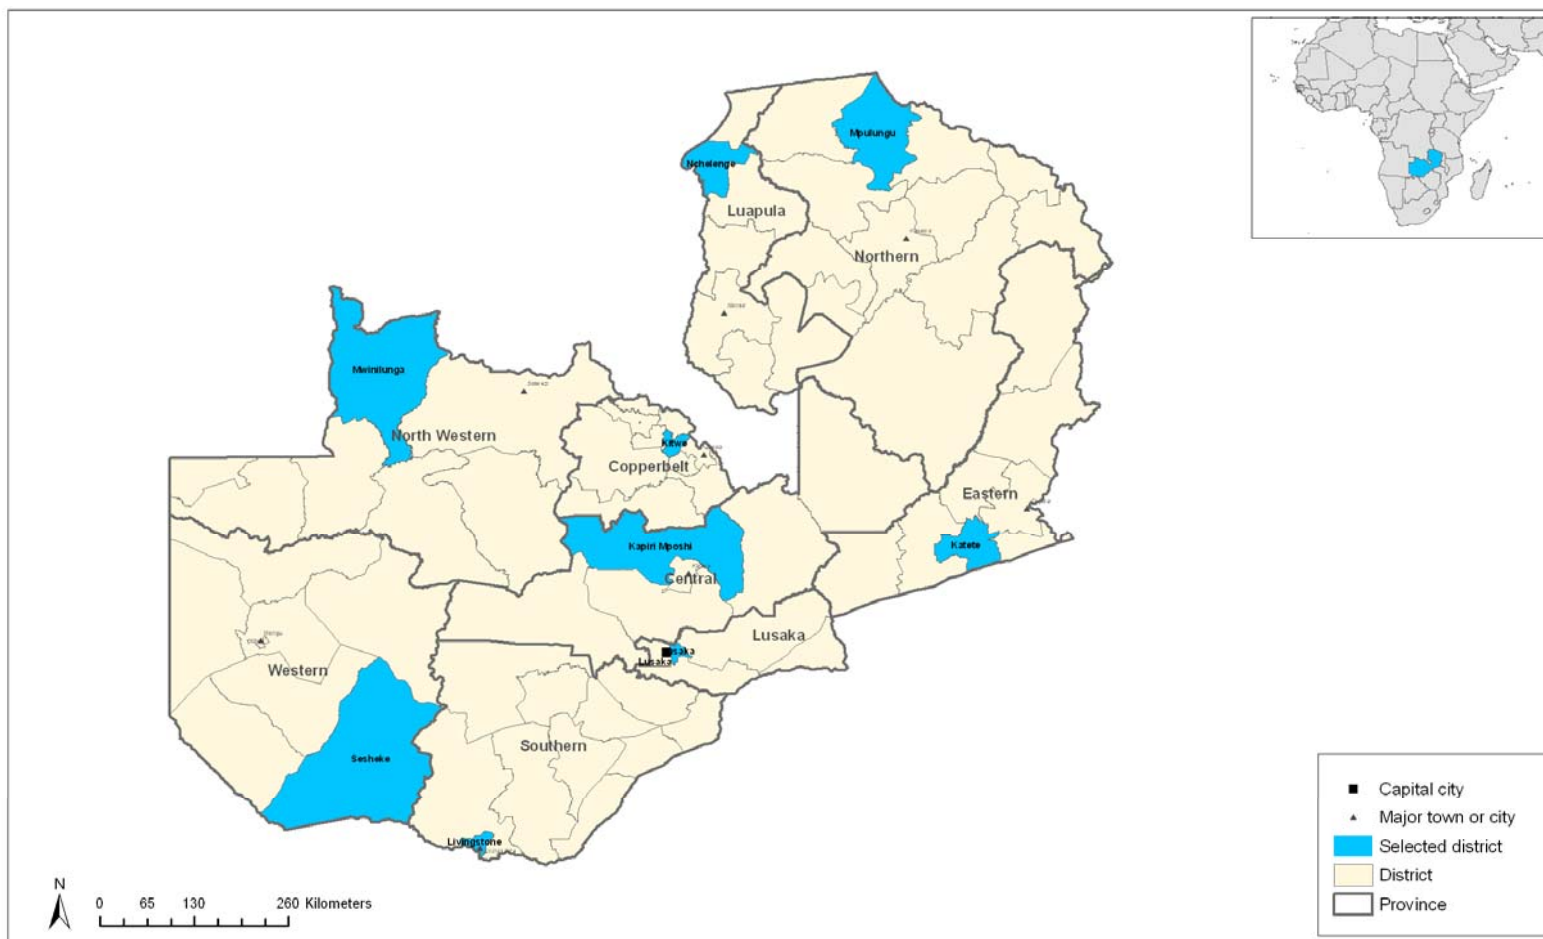 Mpulungu
Nchelenge
Luapula
Northern
Mwinilunga
North Western
Kitwe
Copperbelt
Eastern
Katete
Kapiri Mposhi
Central
Lusaka
Lusaka
Western
Southern
Sesheke
Livingstone
N
0 65 130 260 Kilometers
Capital city
Major town or city
Selected district
District
Province